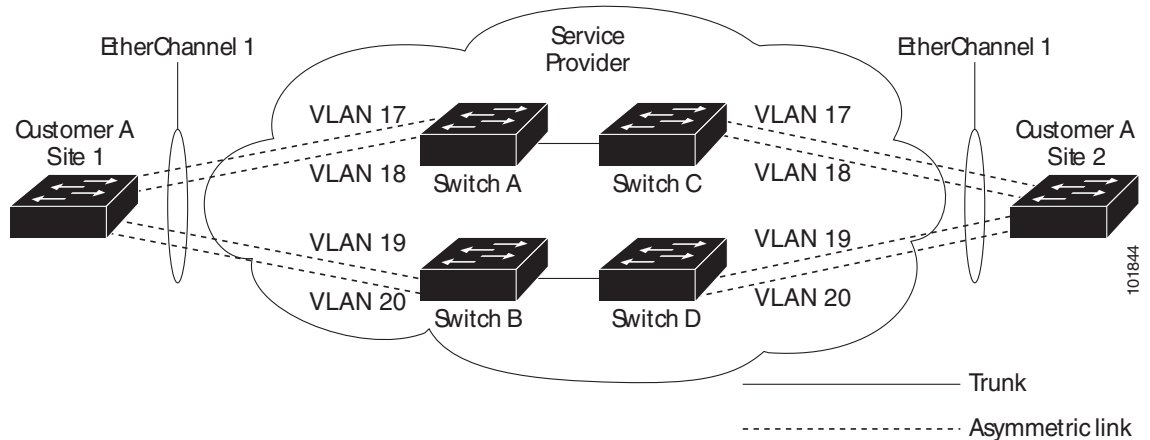 EtherChannel 1
Service
Provider
EtherChannel 1
Customer A
Site 1
VLAN 17
VLAN 18
Switch A
Switch C
VLAN 17
VLAN 18
Customer A
Site 2
VLAN 19
VLAN 20
Switch B
Switch D
VLAN 19
VLAN 20
101844
Trunk
Asymmetric link